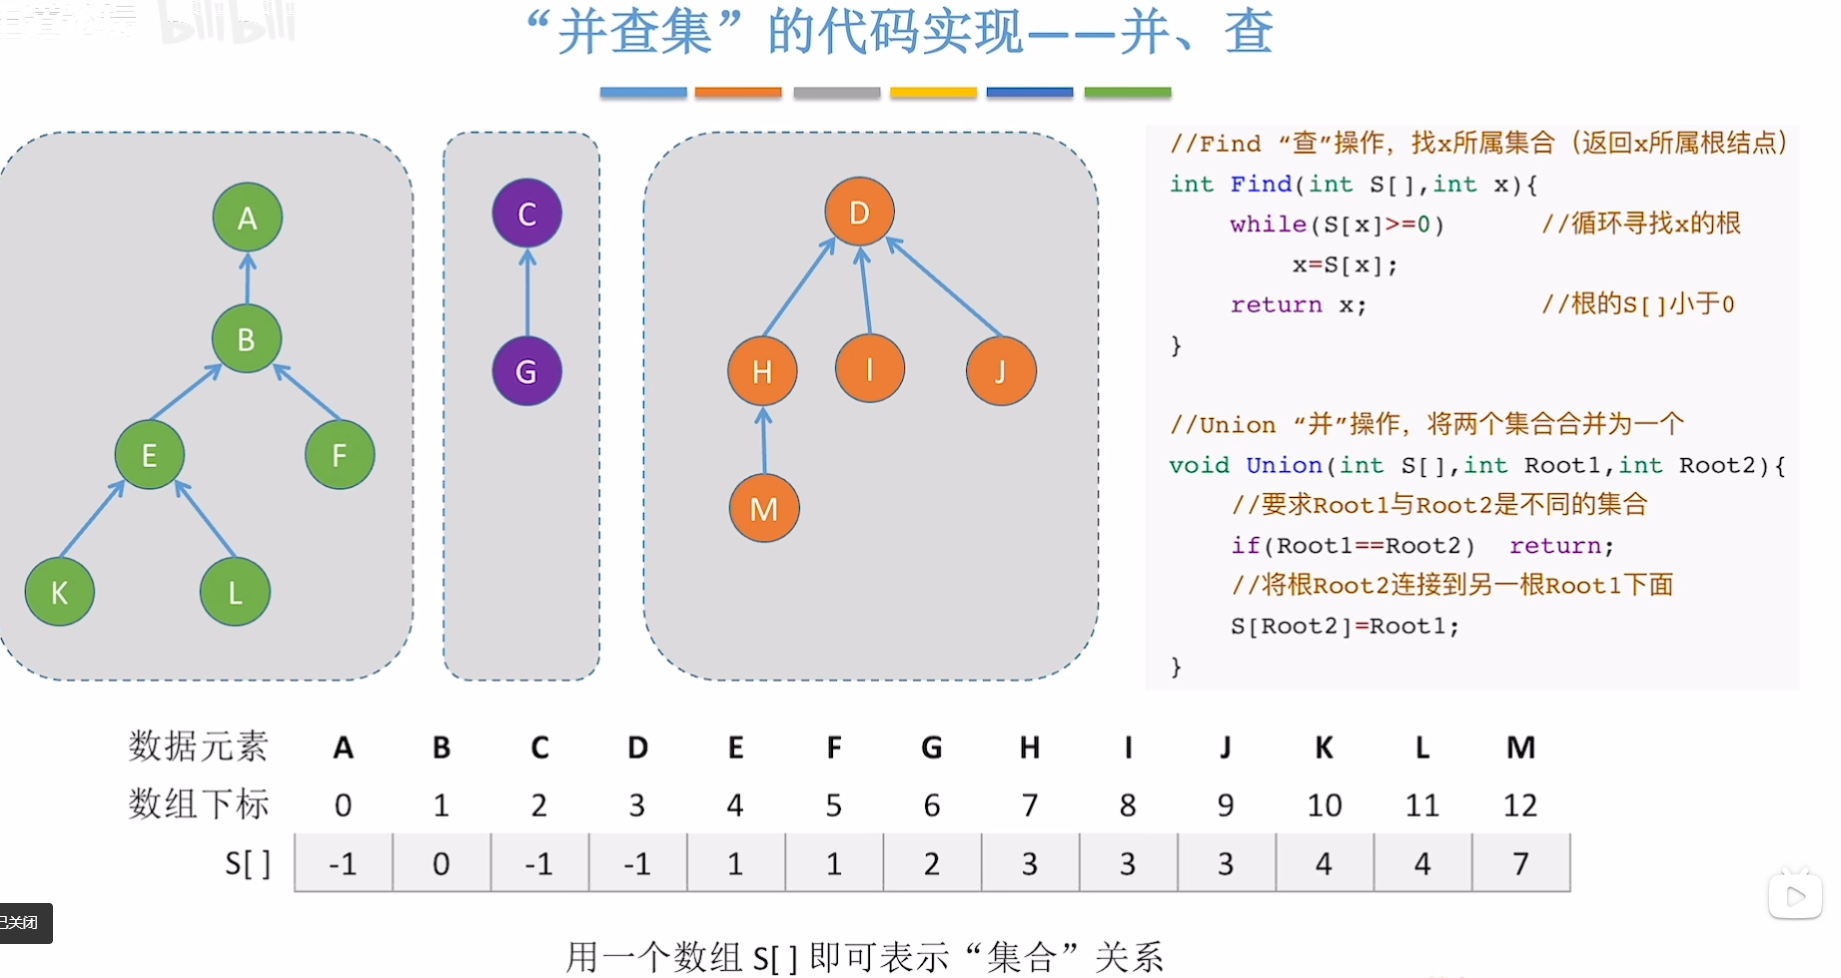 bilibili
“并查集”的代码实现——并、查
A
B
E
F
K
L
C
G
D
H
I
J
M
//Find “查”操作，找x所属集合（返回x所属根结点）
int Find(int S[],int x){
while(S[x]>=0) //循环寻找x的根
x=S[x];
return x; //根的S[]小于0
}
//Union “并”操作，将两个集合合并为一个
void Union(int S[],int Root1,int Root2){
//要求Root1与Root2是不同的集合
if(Root1==Root2) return;
//将根Root2连接到另一根Root1下面
S[Root2]=Root1;
}
数据元素 A B C D E F G H I J K L M
数组下标 0 1 2 3 4 5 6 7 8 9 10 11 12
S[ ] -1 0 -1 -1 1 1 2 3 3 3 4 4 7
已关闭
用一个数组 S[ ] 即可表示“集合”关系